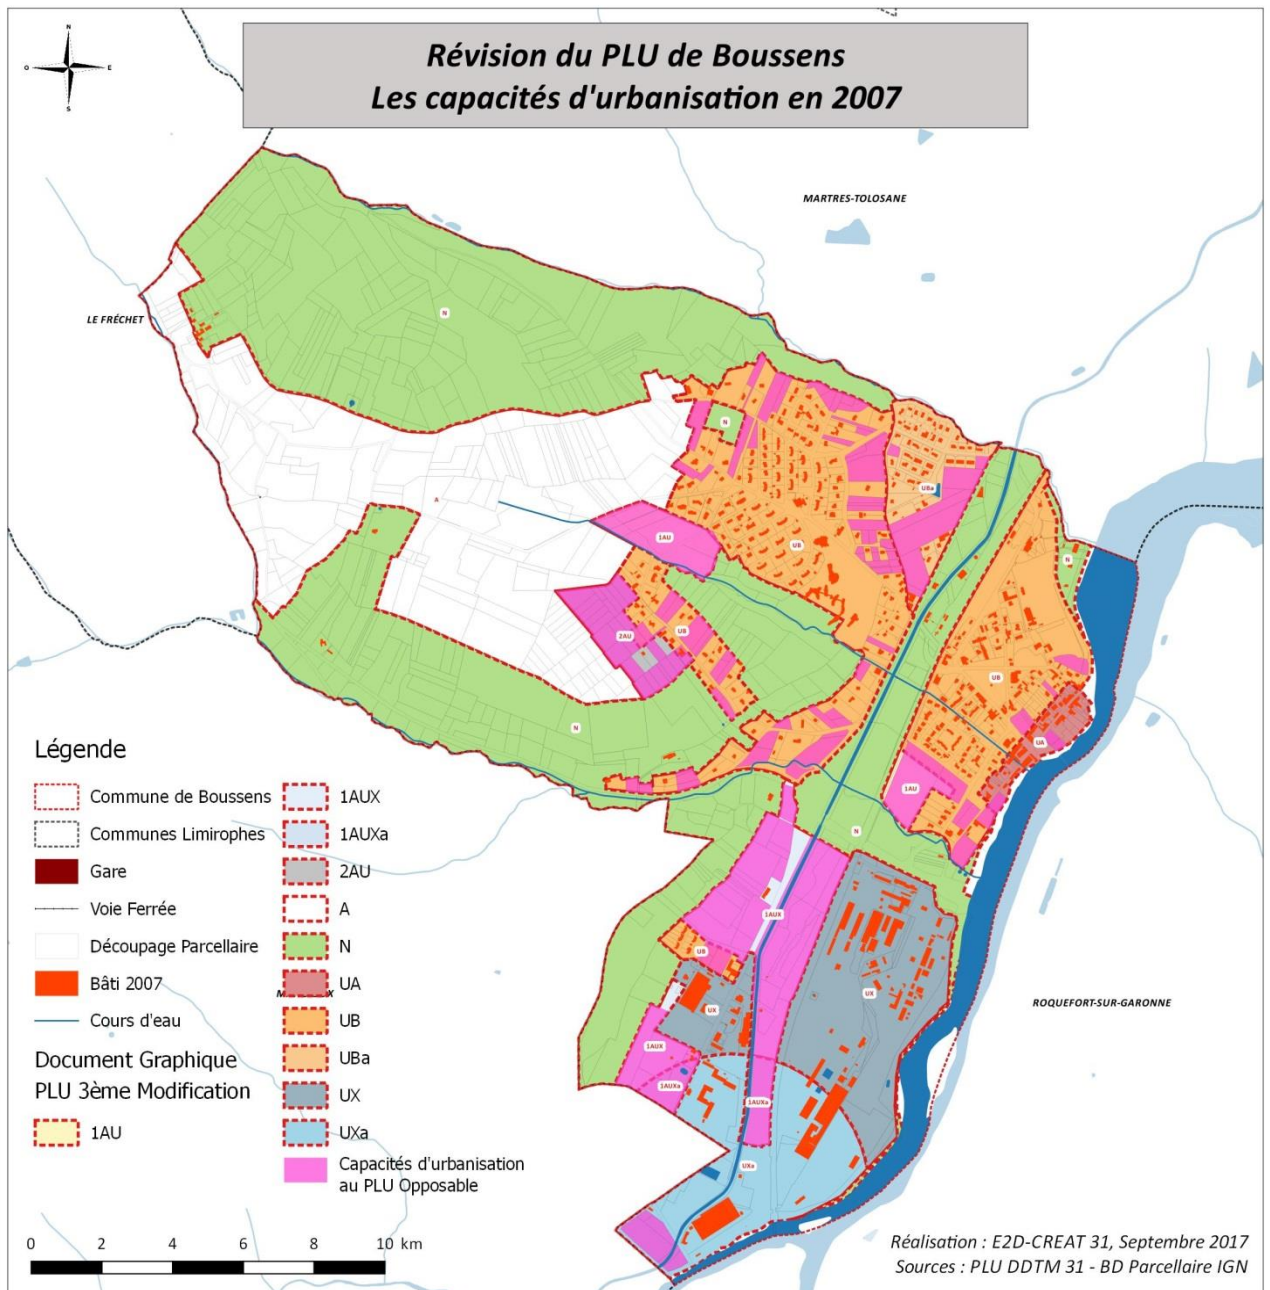 Révision du PLU de Boussens
Les capacités d'urbanisation en 2007
N
O
E
S
MARTRES-TOLOSANE
LE FRÉCHET
N
N
UBa
A
1AU
UB
N
2AU
UB
UB
N
UA
1AU
N
1AUX
UB
UX
UX
1AUX
1AUXa
1AUXa
UXa
ROQUEFORT-SUR-GARONNE
Légende
Commune de Boussens
Communes Limirophes
Gare
Voie Ferrée
Découpage Parcellaire
Bâti 2007
Cours d'eau
Document Graphique
PLU 3ème Modification
1AU
1AUX
1AUXa
2AU
A
N
UA
UB
UBa
UX
UXa
Capacités d'urbanisation
au PLU Opposable
0 2 4 6 8 10 km
Réalisation : E2D-CREAT 31, Septembre 2017
Sources : PLU DDTM 31 - BD Parcellaire IGN